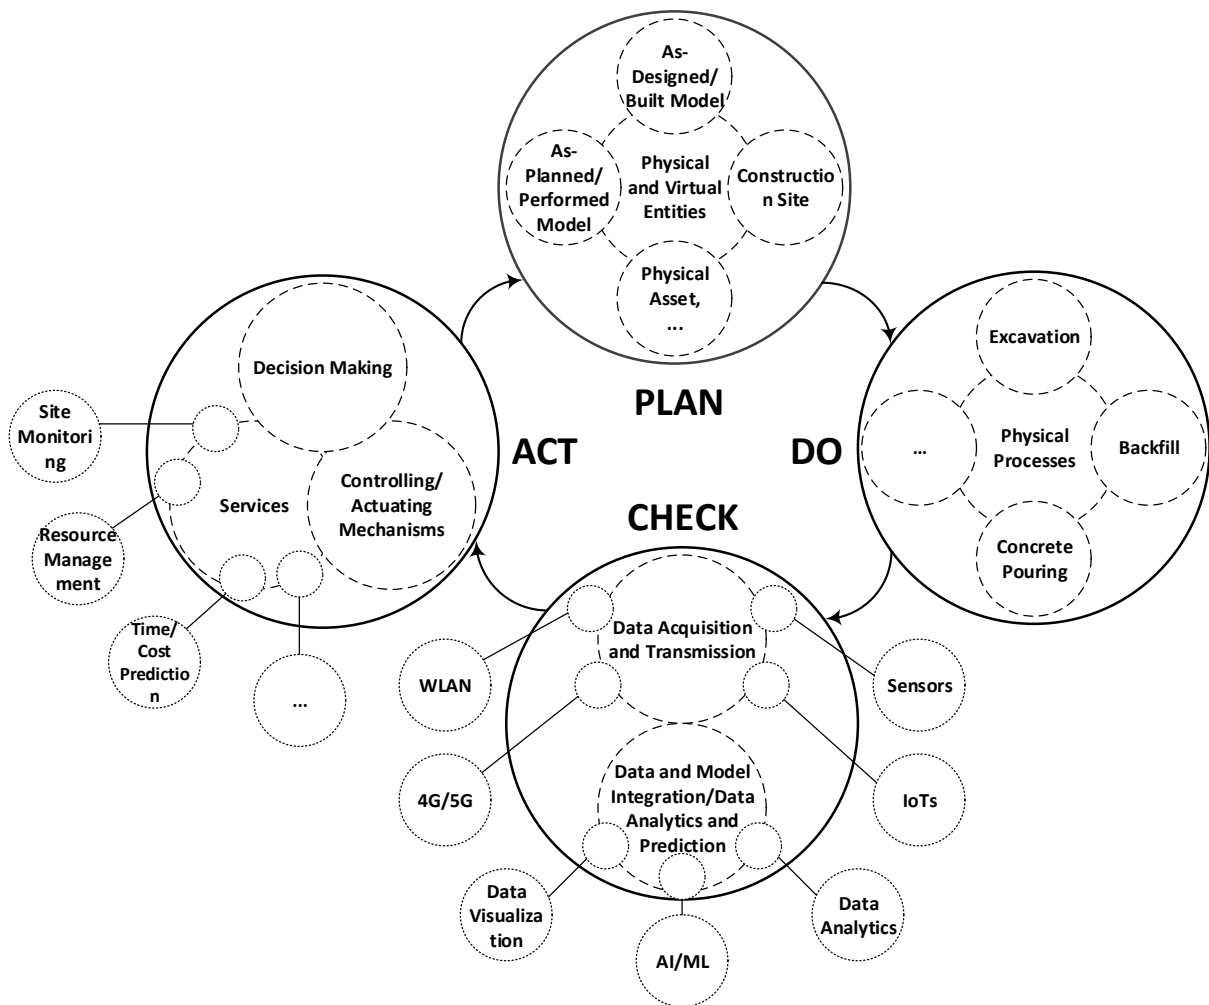 As-
Designed/
Built Model
As-
Planned/
Performed
Model
Physical
and Virtual
Entities
Constructio
n Site
Physical
Asset,
...
PLAN
Decision Making
Site
Monitori
ng
ACT
Services
Controlling/
Actuating
Mechanisms
Resource
Manage
ment
Time/
Cost
Predictio
n
...
DO
Excavation
...
Physical
Processes
Backfill
Concrete
Pouring
CHECK
Data Acquisition
and Transmission
WLAN
Sensors
4G/5G
IoTs
Data and Model
Integration/Data
Analytics and
Prediction
Data
Visualiza
tion
AI/ML
Data
Analytics